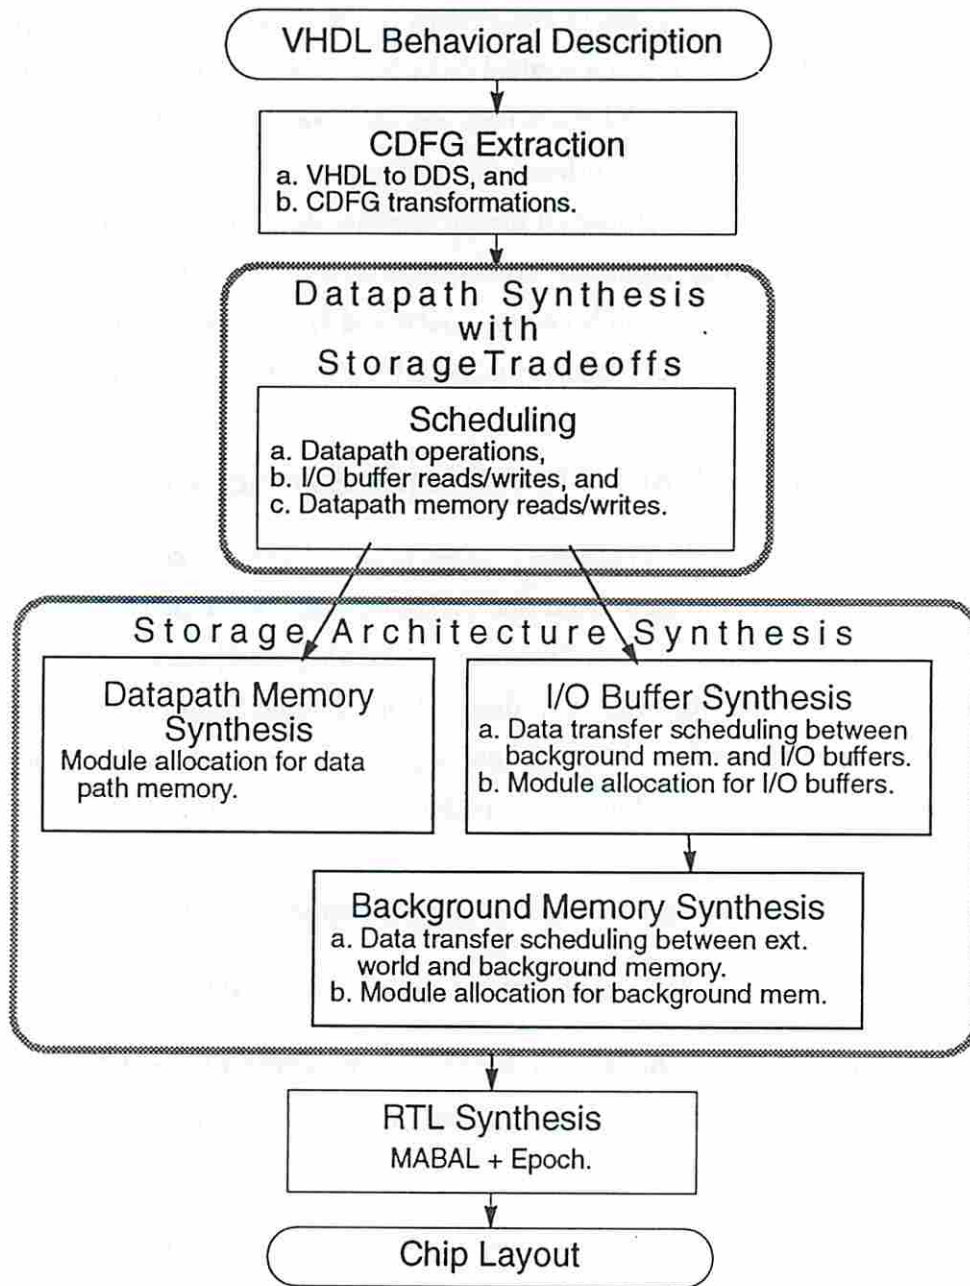 VHDL Behavioral Description
CDFG Extraction
a. VHDL to DDS, and
b. CDFG transformations.
Datapath Synthesis
with
StorageTradeoffs
Scheduling
a. Datapath operations,
b. I/O buffer reads/writes, and
c. Datapath memory reads/writes.
Storage Architecture Synthesis
Datapath Memory
Synthesis
Module allocation for data
path memory.
I/O Buffer Synthesis
a. Data transfer scheduling between
background mem. and I/O buffers.
b. Module allocation for I/O buffers.
Background Memory Synthesis
a. Data transfer scheduling between ext.
world and background memory.
b. Module allocation for background mem.
RTL Synthesis
MABAL + Epoch.
Chip Layout